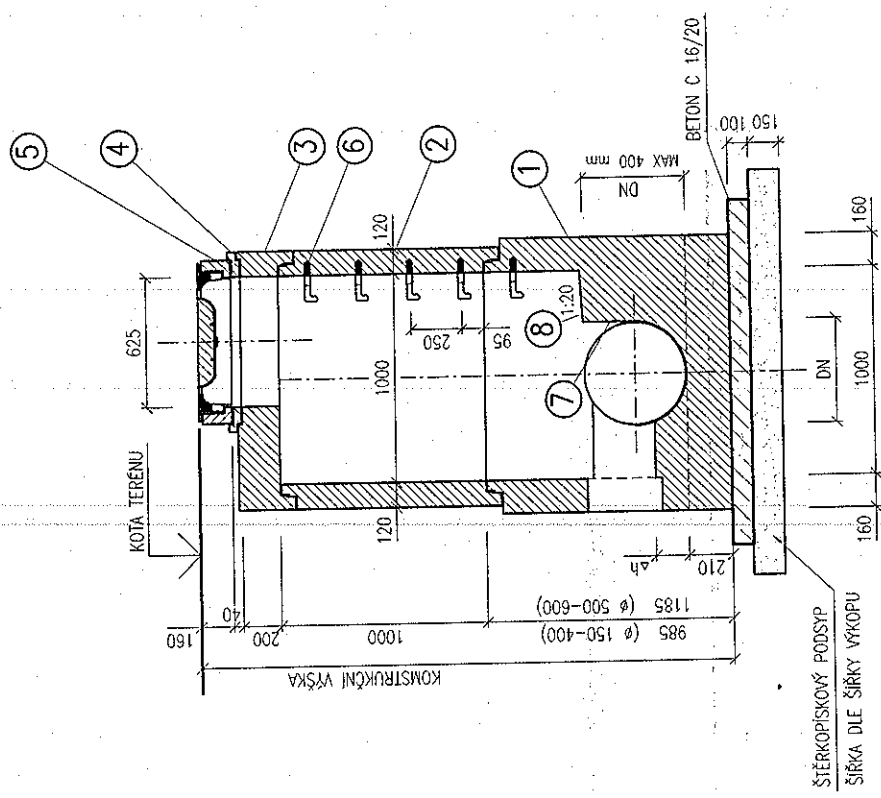 5
4
3
6
2
1
8
7
KOTA TERÉNU
625
120
120
1000
250
95
1:20
DN
MAX 400 mm
BETON C 16/20
100
150
160
1000
160
DN
160
40
200
1000
985 (ø 150-400)
1185 (ø 500-600)
Δh
210
KOMSTRUKČNÍ VÝŠKA
ŠTĚRKOPÍSKOVÝ PODSYP
ŠÍŘKA DLE ŠÍŘKY VÝKOPU